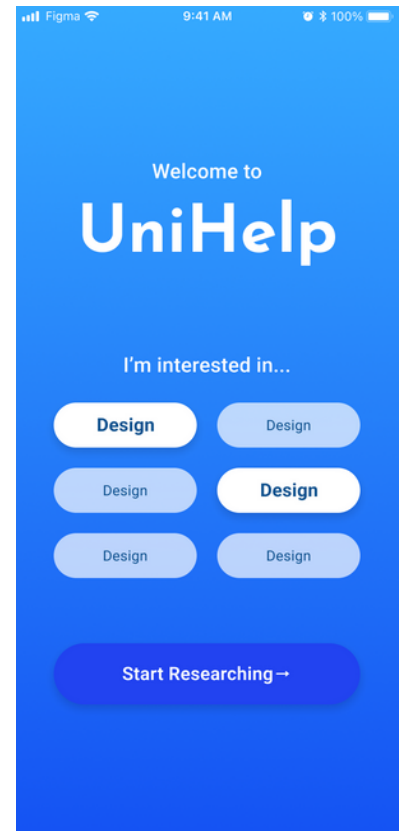 Figma 9:41 AM 100%
Welcome to
UniHelp
I'm interested in...
Design Design
Design Design
Design Design
Start Researching→